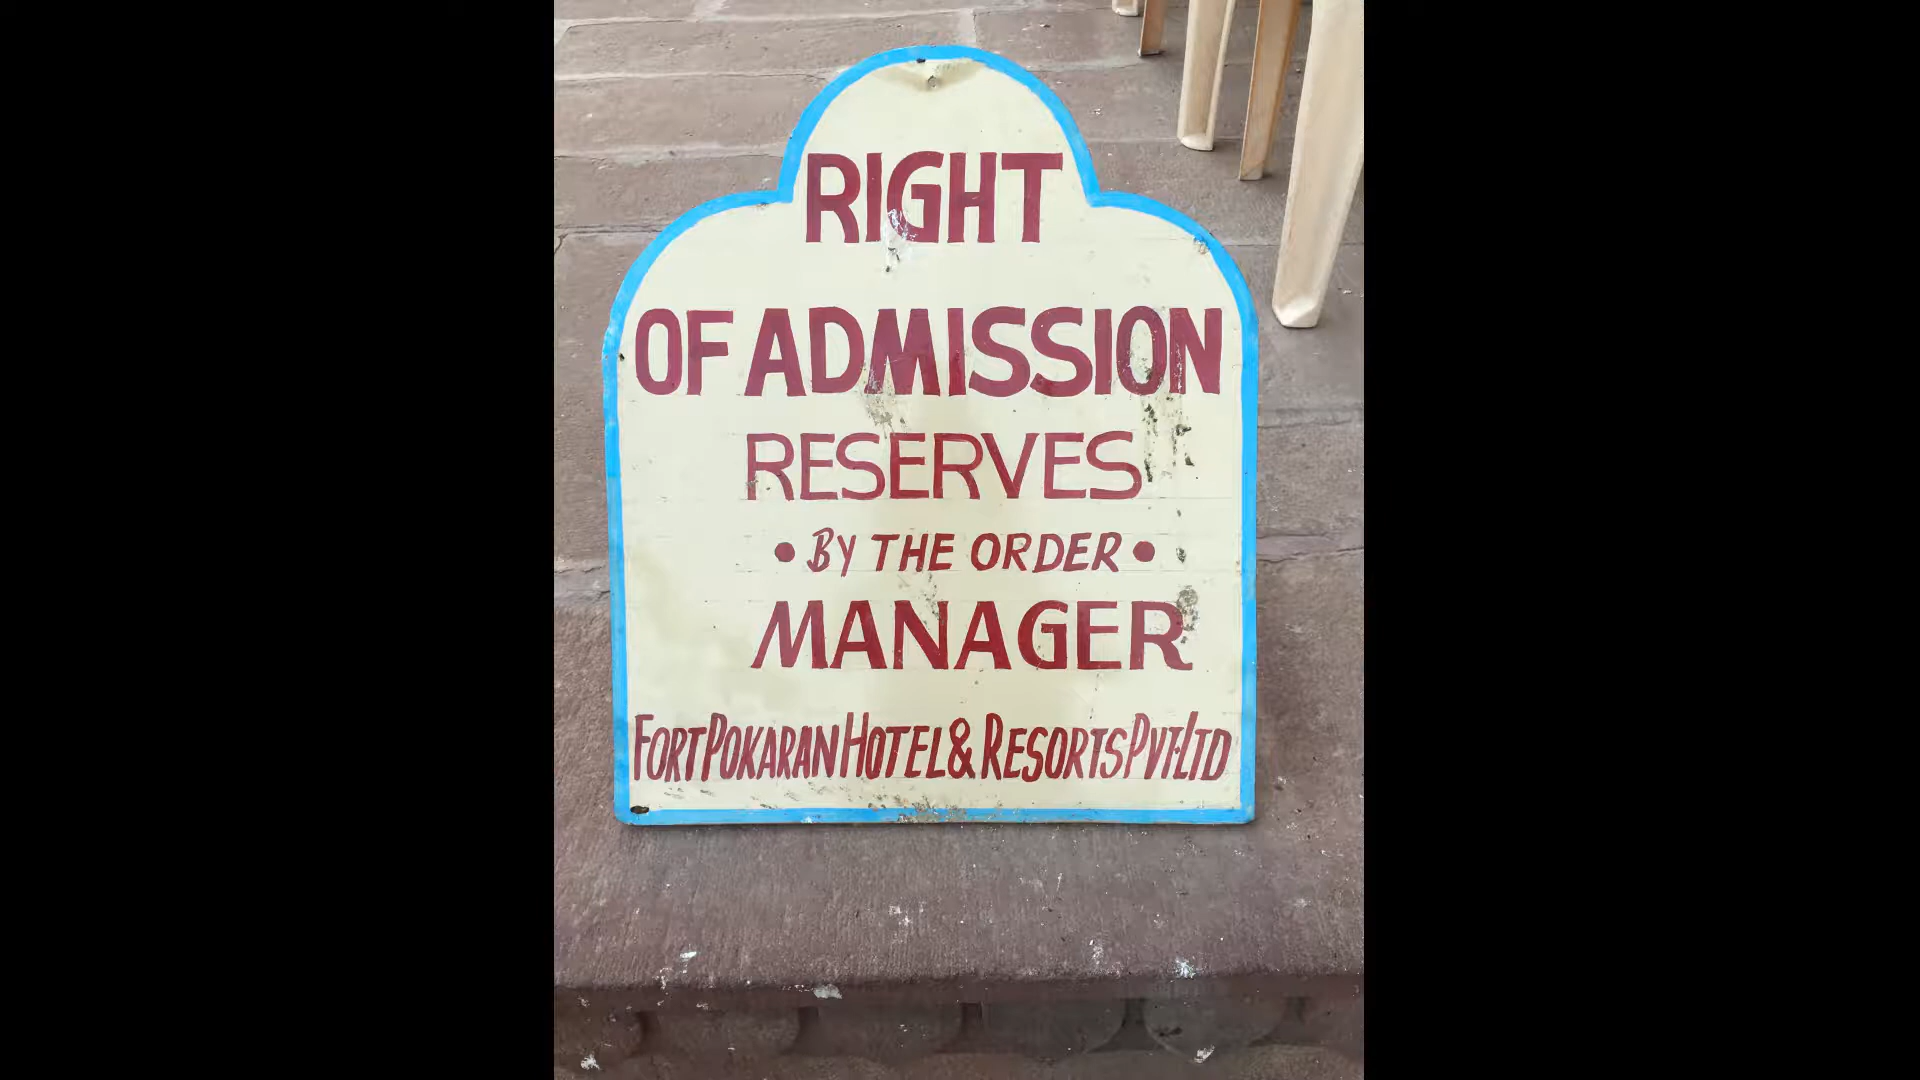 RIGHT
OF ADMISSION
RESERVES
• BY THE ORDER •
MANAGER
FORT POKARAN HOTEL & RESORTS PVT.LTD